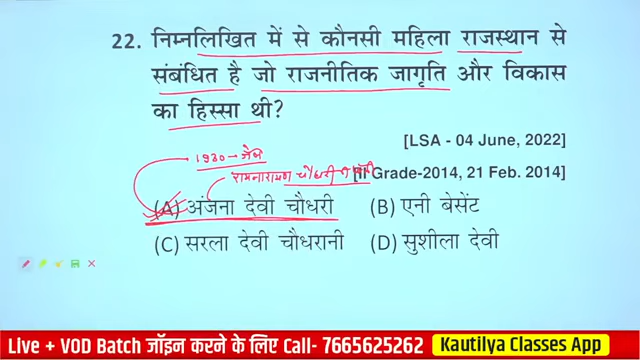 22. निम्नलिखित में से कौनसी महिला राजस्थान से
संबंधित है जो राजनीतिक जागृति और विकास
का हिस्सा थी?
[LSA - 04 June, 2022]
1930 - जेल
रामनारायण चौधरी
[II Grade-2014, 21 Feb. 2014]
(A) अंजना देवी चौधरी (B) एनी बेसेंट
(C) सरला देवी चौधरानी (D) सुशीला देवी
Live + VOD Batch जॉइन करने के लिए Call- 7665625262 Kautilya Classes App